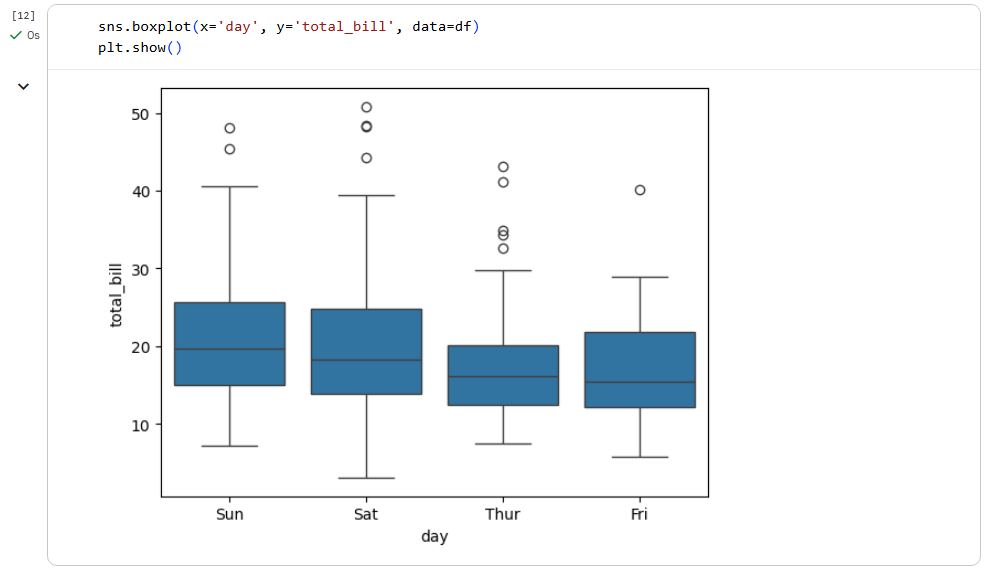 [12]
0s
sns.boxplot(x='day', y='total_bill', data=df)
plt.show()
50
40
30
20
10
total_bill
Sun Sat Thur Fri
day